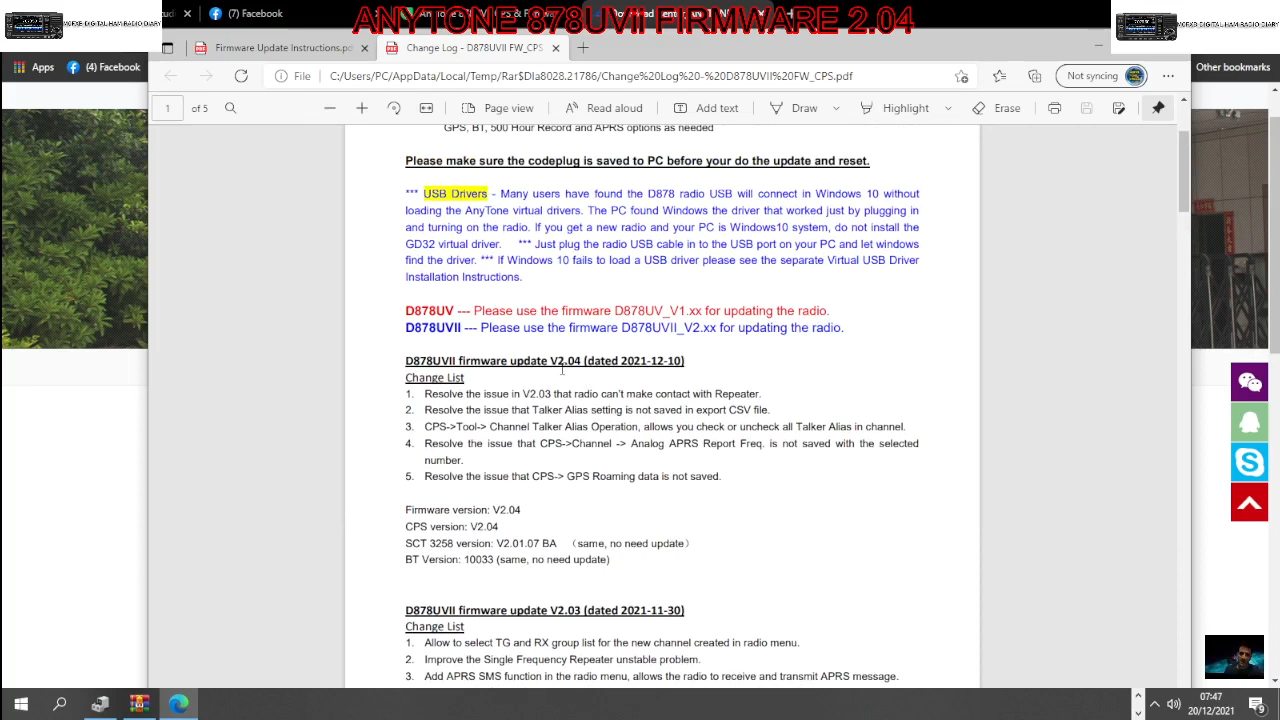 ANYTONE 878UVII FIRMWARE 2.04
M0FXB DIGITAL HAM RADIO DIARY
M0FXB DIGITAL HAM RADIO DIARY
(7) Facebook
Firmware Update Instructions.p
Change Log - D878UVII FW_CPS.
Apps
(4) Facebook
Other bookmarks
File
C:/Users/PC/AppData/Local/Temp/Rar$DIa8028.21786/Change%20Log%20-%20D878UVII%20FW_CPS.pdf
Not syncing
1 of 5
Page view
Read aloud
Add text
Draw
Highlight
Erase
GPS, BT, 500 Hour Record and APRS options as needed
Please make sure the codeplug is saved to PC before your do the update and reset.
*** USB Drivers - Many users have found the D878 radio USB will connect in Windows 10 without
loading the AnyTone virtual drivers. The PC found Windows the driver that worked just by plugging in
and turning on the radio. If you get a new radio and your PC is Windows10 system, do not install the
GD32 virtual driver. *** Just plug the radio USB cable in to the USB port on your PC and let windows
find the driver. *** If Windows 10 fails to load a USB driver please see the separate Virtual USB Driver
Installation Instructions.
D878UV --- Please use the firmware D878UV_V1.xx for updating the radio.
D878UVII --- Please use the firmware D878UVII_V2.xx for updating the radio.
D878UVII firmware update V2.04 (dated 2021-12-10)
Change List
1. Resolve the issue in V2.03 that radio can't make contact with Repeater.
2. Resolve the issue that Talker Alias setting is not saved in export CSV file.
3. CPS->Tool-> Channel Talker Alias Operation, allows you check or uncheck all Talker Alias in channel.
4. Resolve the issue that CPS->Channel -> Analog APRS Report Freq. is not saved with the selected
number.
5. Resolve the issue that CPS-> GPS Roaming data is not saved.
Firmware version: V2.04
CPS version: V2.04
SCT 3258 version: V2.01.07 BA （same, no need update）
BT Version: 10033 (same, no need update)
D878UVII firmware update V2.03 (dated 2021-11-30)
Change List
1. Allow to select TG and RX group list for the new channel created in radio menu.
2. Improve the Single Frequency Repeater unstable problem.
3. Add APRS SMS function in the radio menu, allows the radio to receive and transmit APRS message.
07:47
20/12/2021
9